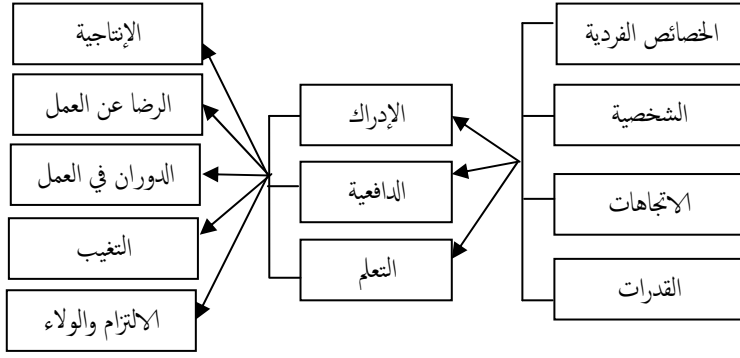 الخصائص الفردية
الشخصية
الاتجاهات
القدرات
الإدراك
الدافعية
التعلم
الإنتاجية
الرضا عن العمل
الدوران في العمل
التغيب
الالتزام والولاء